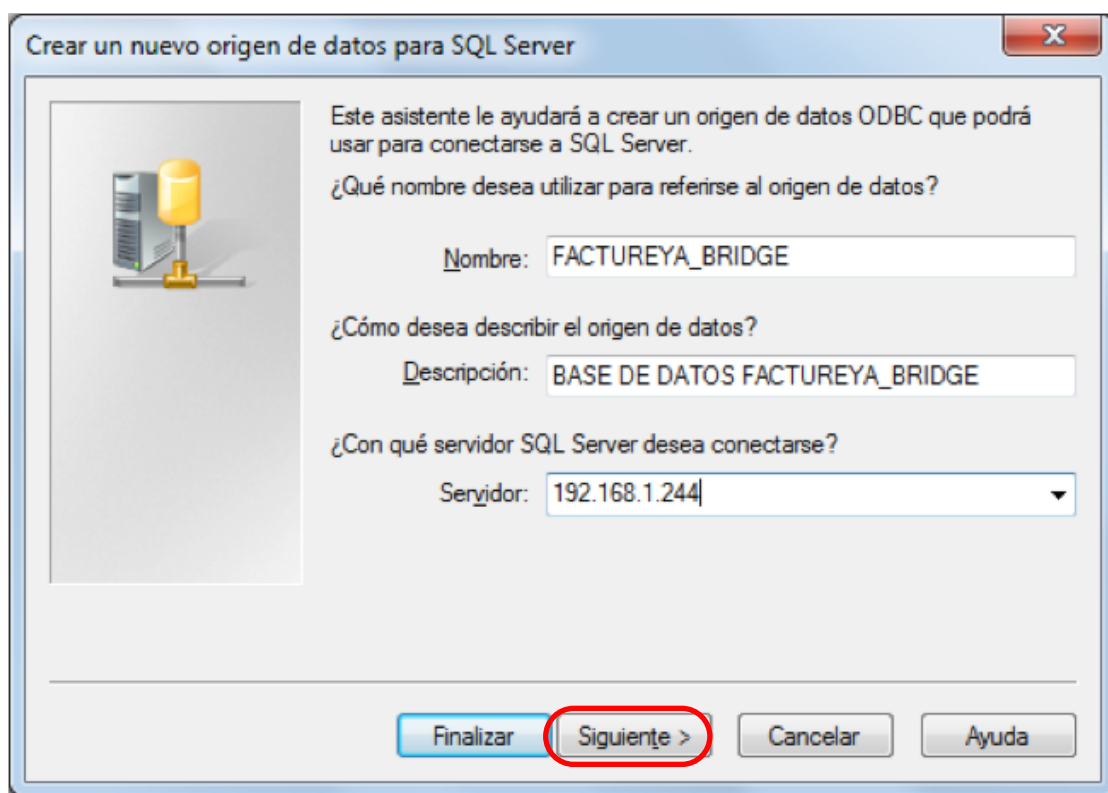 Crear un nuevo origen de datos para SQL Server
Este asistente le ayudará a crear un origen de datos ODBC que podrá
usar para conectarse a SQL Server.
¿Qué nombre desea utilizar para referirse al origen de datos?
Nombre: FACTUREYA_BRIDGE
¿Cómo desea describir el origen de datos?
Descripción: BASE DE DATOS FACTUREYA_BRIDGE
¿Con qué servidor SQL Server desea conectarse?
Servidor: 192.168.1.244
Finalizar Siguiente > Cancelar Ayuda